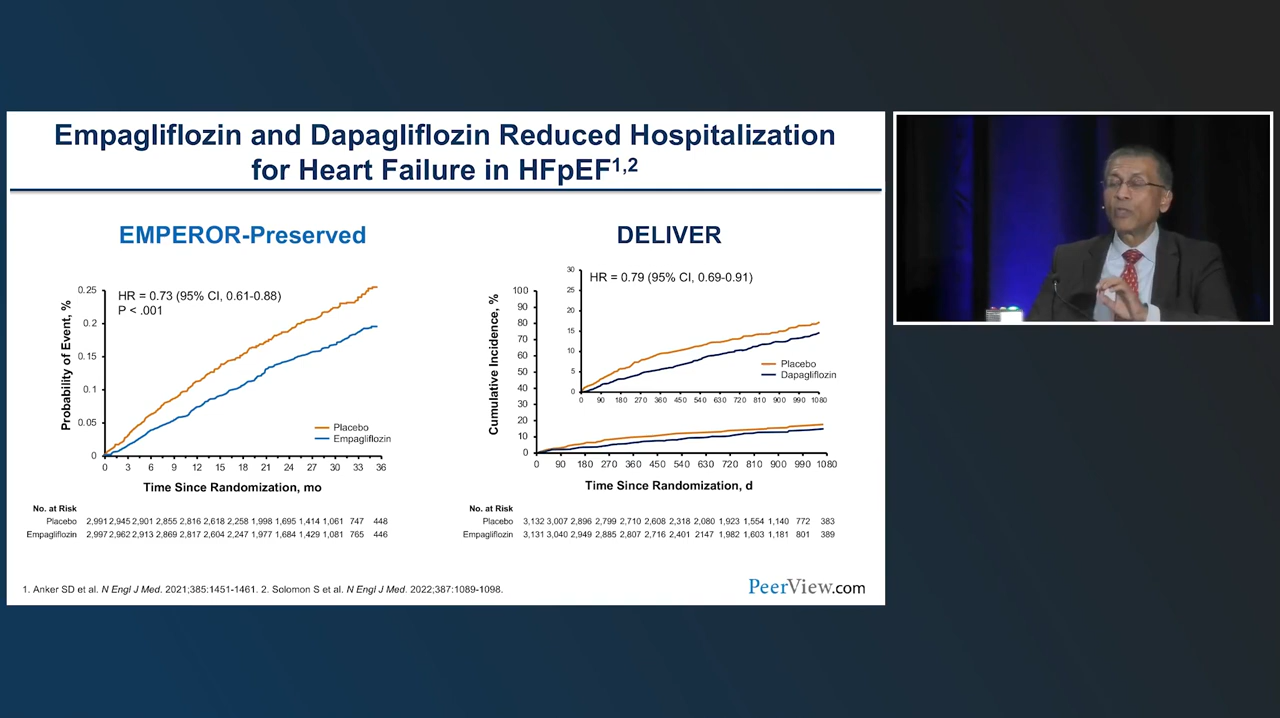 Empagliflozin and Dapagliflozin Reduced Hospitalization
for Heart Failure in HFpEF1,2
EMPEROR-Preserved
HR = 0.73 (95% CI, 0.61-0.88)
P < .001
Probability of Event, %
0.25
0.2
0.15
0.1
0.05
0
Placebo
Empagliflozin
0 3 6 9 12 15 18 21 24 27 30 33 36
Time Since Randomization, mo
No. at Risk
Placebo 2,991 2,945 2,901 2,855 2,816 2,618 2,258 1,998 1,695 1,414 1,061 747 448
Empagliflozin 2,997 2,962 2,913 2,869 2,817 2,604 2,247 1,977 1,684 1,429 1,081 765 446
DELIVER
HR = 0.79 (95% CI, 0.69-0.91)
Cumulative Incidence, %
100
90
80
70
60
50
40
30
20
10
0
30
25
20
15
10
5
0
Placebo
Dapagliflozin
0 90 180 270 360 450 540 630 720 810 900 990 1080
0 90 180 270 360 450 540 630 720 810 900 990 1080
Time Since Randomization, d
No. at Risk
Placebo 3,132 3,007 2,896 2,799 2,710 2,608 2,318 2,080 1,923 1,554 1,140 772 383
Empagliflozin 3,131 3,040 2,949 2,885 2,807 2,716 2,401 2147 1,982 1,603 1,181 801 389
1. Anker SD et al. N Engl J Med. 2021;385:1451-1461. 2. Solomon S et al. N Engl J Med. 2022;387:1089-1098.
PeerView.com